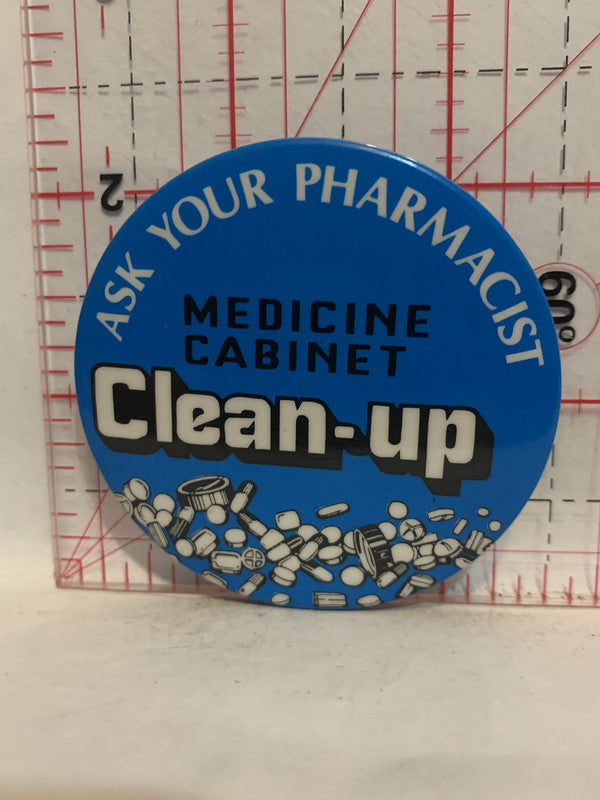 ASK YOUR PHARMACIST
MEDICINE
CABINET
Clean-up
2
60°